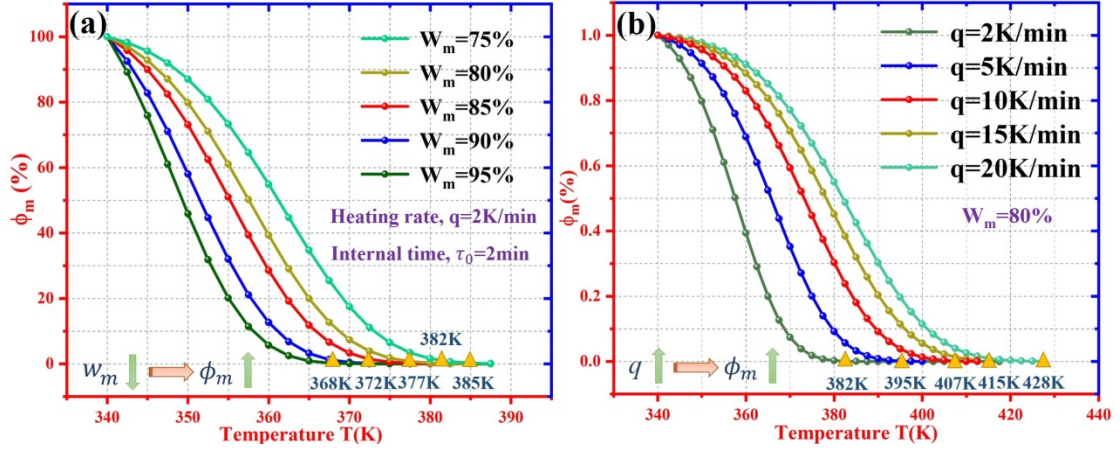 (a)
ϕm (%)
100
80
60
40
20
0
Wm=75%
Wm=80%
Wm=85%
Wm=90%
Wm=95%
Heating rate, q=2K/min
Internal time, τ0=2min
382K
wm
ϕm
368K
372K
377K
385K
340
350
360
370
380
390
Temperature T(K)
(b)
ϕm(%)
1.0
0.8
0.6
0.4
0.2
0.0
q=2K/min
q=5K/min
q=10K/min
q=15K/min
q=20K/min
Wm=80%
q
ϕm
382K
395K
407K
415K
428K
340
360
380
400
420
440
Temperature T(K)